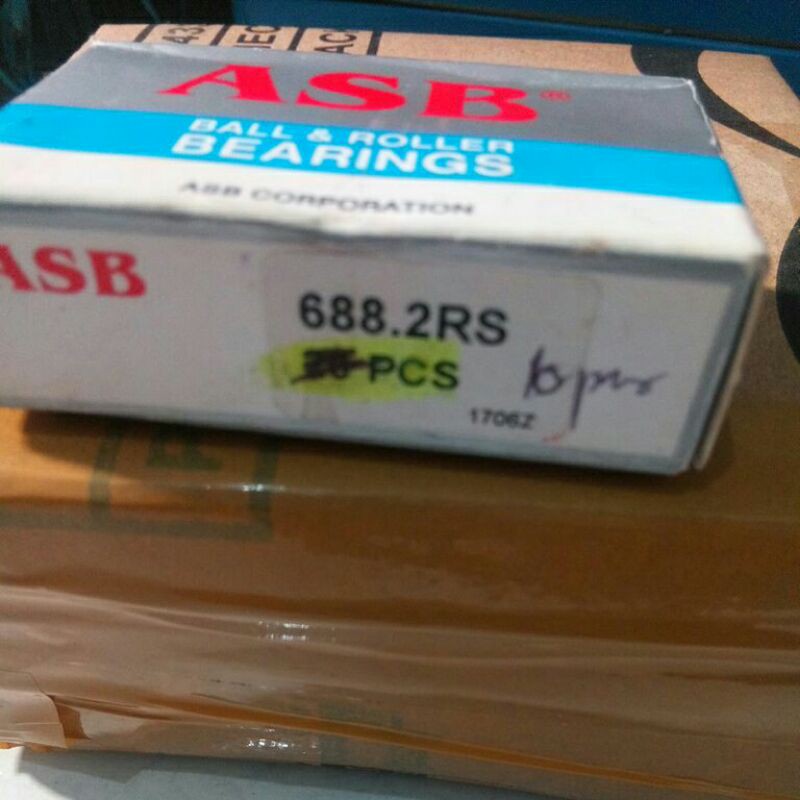 ASB®
BALL & ROLLER
BEARINGS
ASB CORPORATION
ASB
688.2RS
PCS
1706Z